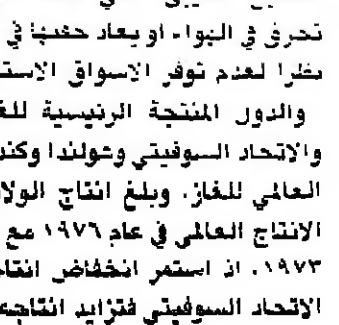 تحرق في الهواء او يعاد حقنها في
نظرا لعدم توفر الاسواق الاست
والدول المنتجة الرئيسية للغ
والاتحاد السوفيتي وهولندا وكند
العالمي للغاز. وبلغ انتاج الولا
الانتاج العالمي في عام ١٩٧٦ مع
١٩٧٣. اذ استمر انخفاض انتاج
الاتحاد السوفيتي فتزايد انتاجه